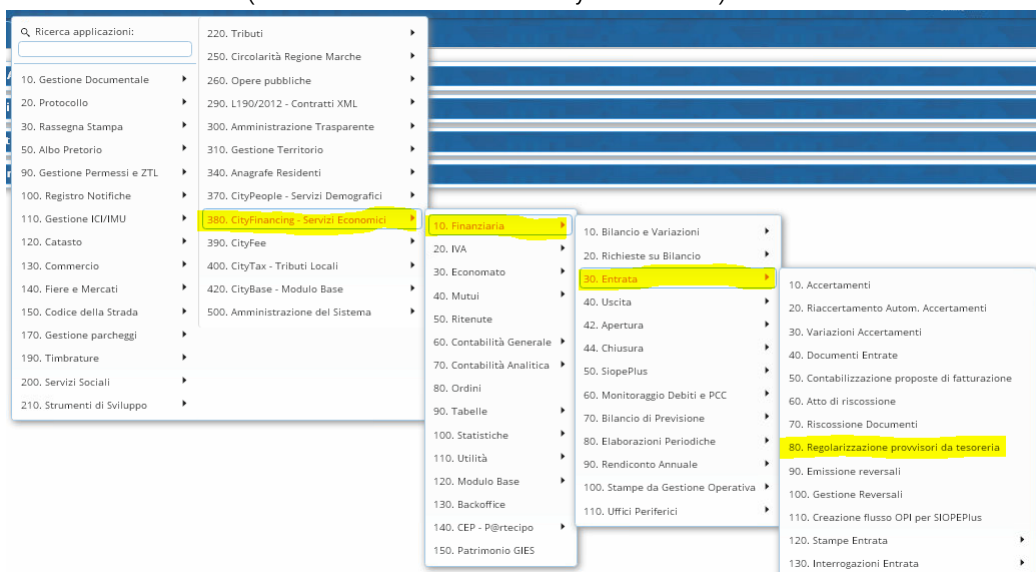 Ricerca applicazioni:
10. Gestione Documentale
20. Protocollo
30. Rassegna Stampa
50. Albo Pretorio
90. Gestione Permessi e ZTL
100. Registro Notifiche
110. Gestione ICI/IMU
120. Catasto
130. Commercio
140. Fiere e Mercati
150. Codice della Strada
170. Gestione parcheggi
190. Timbrature
200. Servizi Sociali
210. Strumenti di Sviluppo
220. Tributi
250. Circolarità Regione Marche
260. Opere pubbliche
290. L190/2012 - Contratti XML
300. Amministrazione Trasparente
310. Gestione Territorio
340. Anagrafe Residenti
370. CityPeople - Servizi Demografici
380. CityFinancing - Servizi Economici
390. CityFee
400. CityTax - Tributi Locali
420. CityBase - Modulo Base
500. Amministrazione del Sistema
10. Finanziaria
20. IVA
30. Economato
40. Mutui
50. Ritenute
60. Contabilità Generale
70. Contabilità Analitica
80. Ordini
90. Tabelle
100. Statistiche
110. Utilità
120. Modulo Base
130. Backoffice
140. CEP - P@rtecipo
150. Patrimonio GIES
10. Bilancio e Variazioni
20. Richieste su Bilancio
30. Entrata
40. Uscita
42. Apertura
44. Chiusura
50. SiopePlus
60. Monitoraggio Debiti e PCC
70. Bilancio di Previsione
80. Elaborazioni Periodiche
90. Rendiconto Annuale
100. Stampe da Gestione Operativa
110. Uffici Periferici
10. Accertamenti
20. Riaccertamento Autom. Accertamenti
30. Variazioni Accertamenti
40. Documenti Entrate
50. Contabilizzazione proposte di fatturazione
60. Atto di riscossione
70. Riscossione Documenti
80. Regolarizzazione provvisori da tesoreria
90. Emissione reversali
100. Gestione Reversali
110. Creazione flusso OPI per SIOPEPlus
120. Stampe Entrata
130. Interrogazioni Entrata